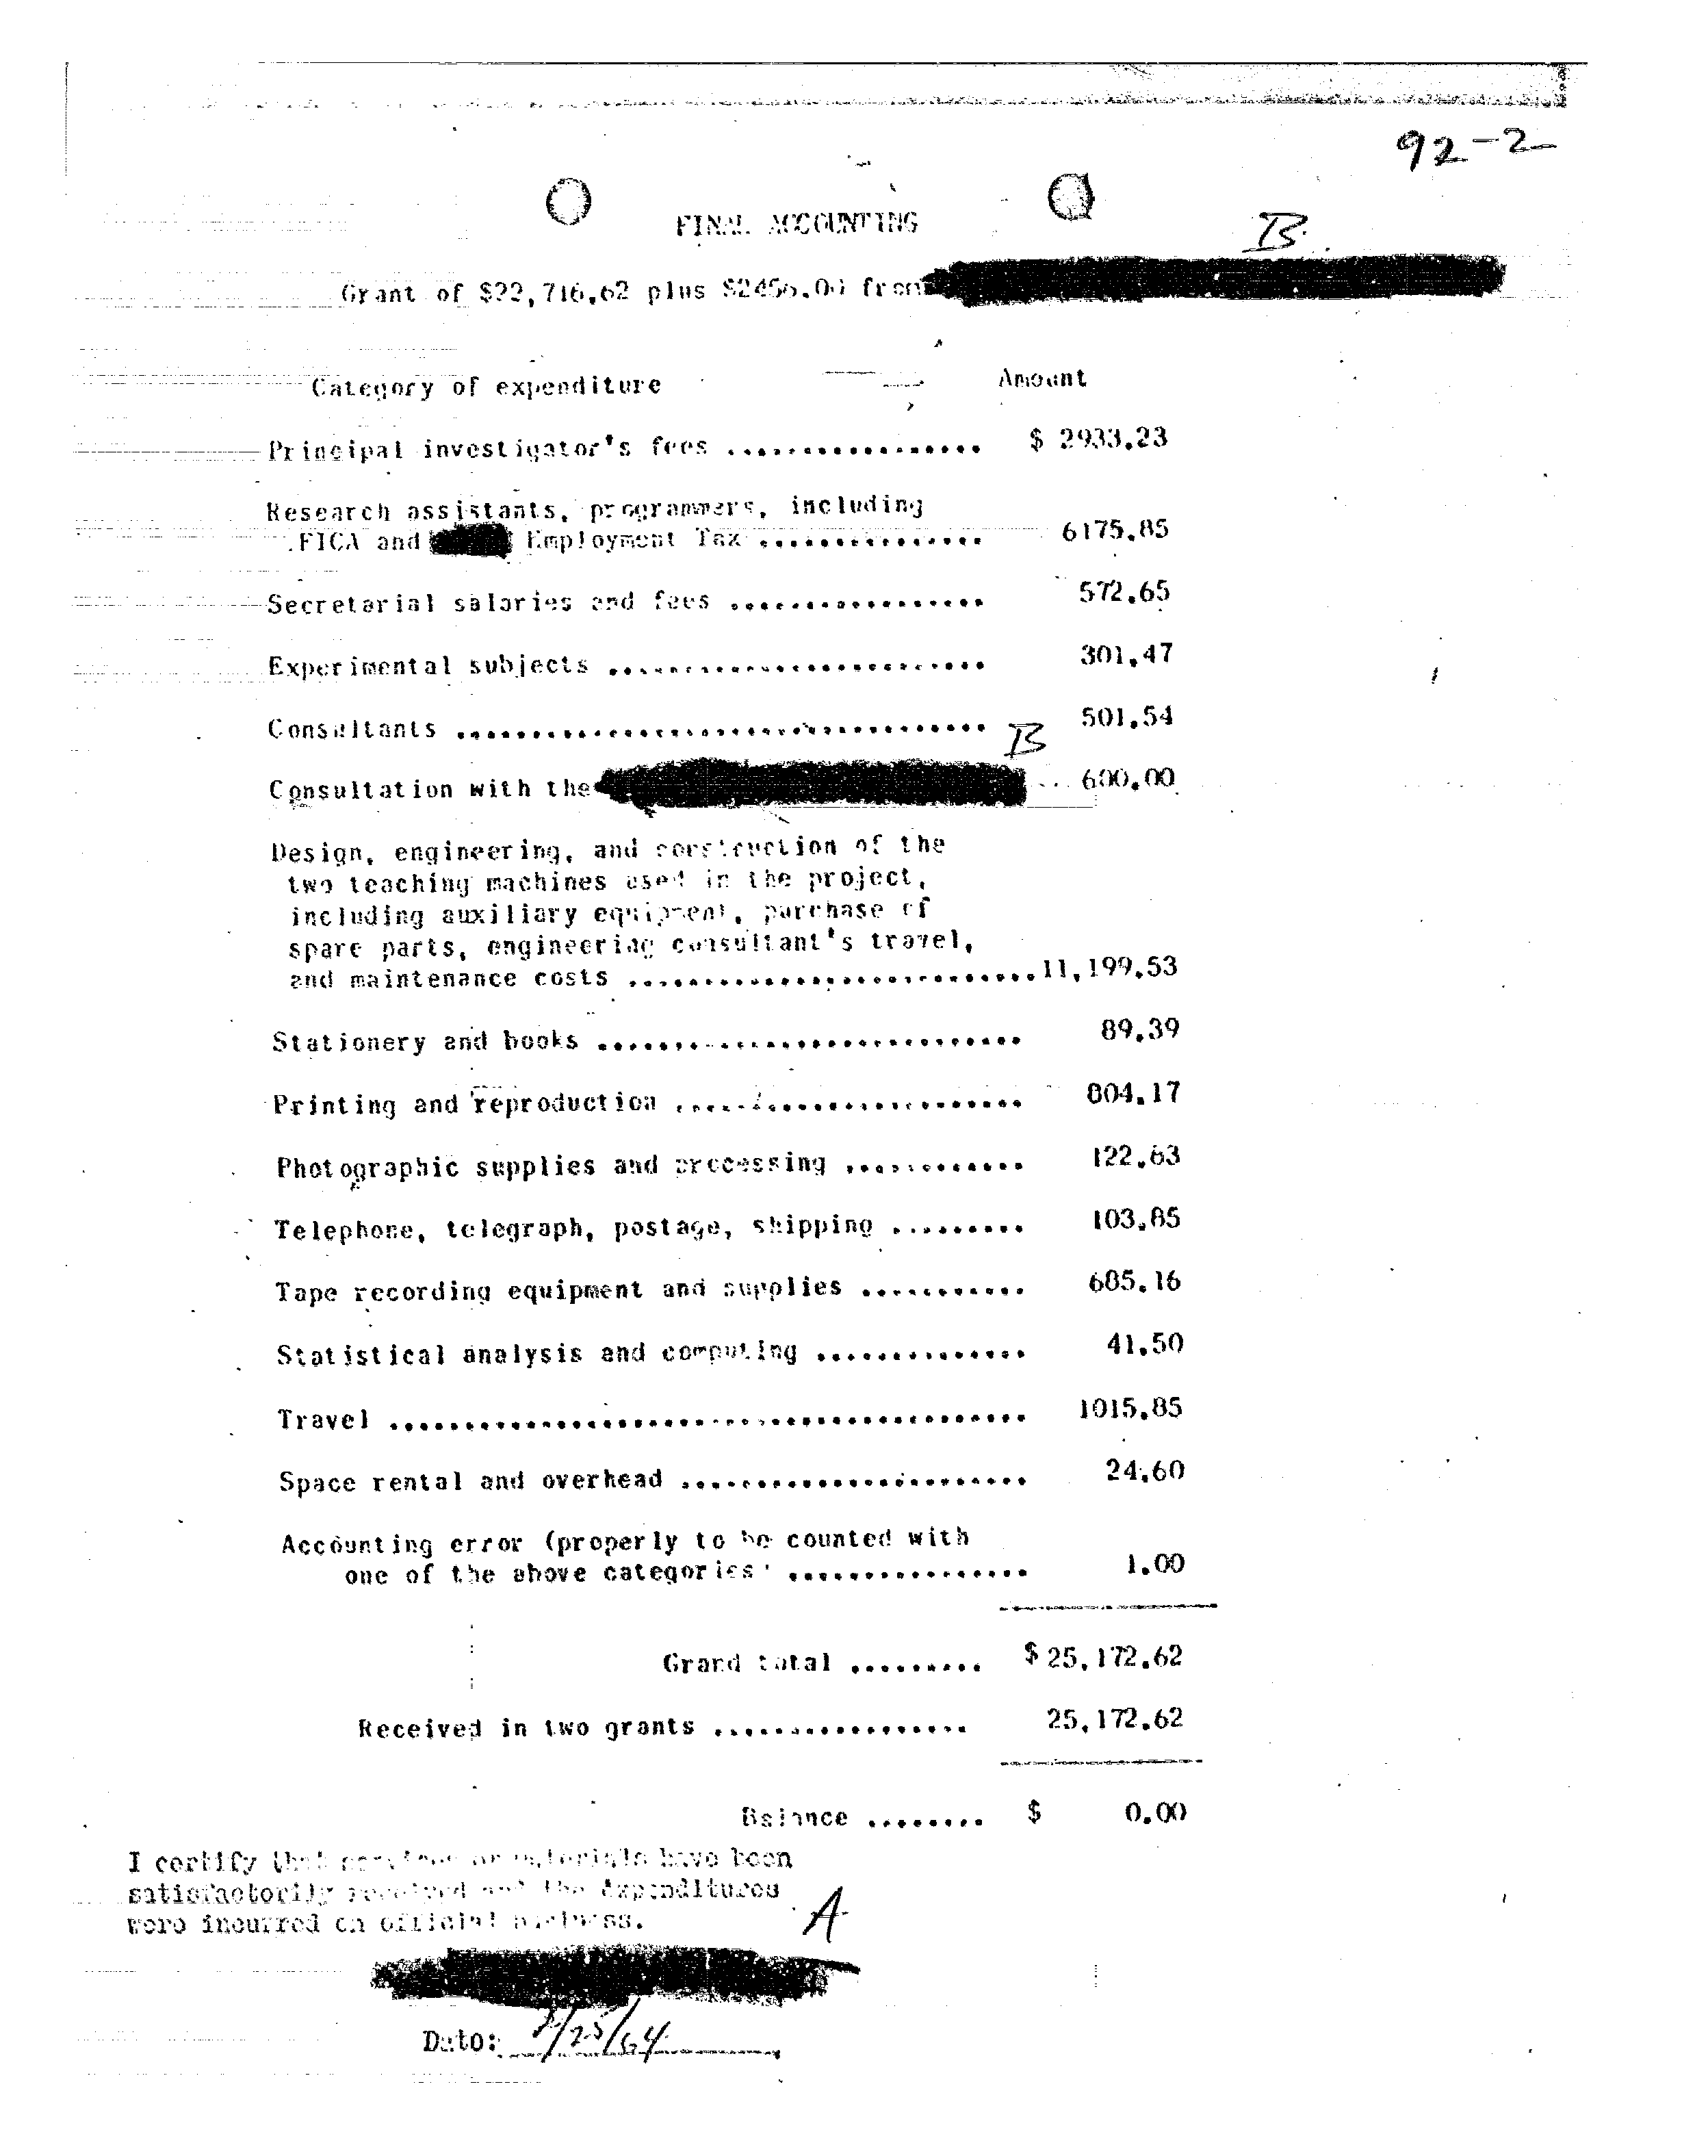 92-2
FINAL ACCOUNTING
B
Grant of $22,716.62 plus $2456.00 from
Category of expenditure Amount
Principal investigator's fees ................. $ 2933.23
Research assistants, programmers, including
FICA and Employment Tax ............... 6175.85
Secretarial salaries and fees ................. 572.65
Experimental subjects ......................... 301.47
Consultants ................................... 501.54
B
Consultation with the ... 600.00
Design, engineering, and construction of the
two teaching machines used in the project,
including auxiliary equipment, purchase of
spare parts, engineering consultant's travel,
and maintenance costs ........................... 11,199.53
Stationery and books ............................ 89.39
Printing and reproduction ....................... 804.17
Photographic supplies and processing ............ 122.63
Telephone, telegraph, postage, shipping ......... 103.85
Tape recording equipment and supplies ........... 685.16
Statistical analysis and computing .............. 41.50
Travel .......................................... 1015.85
Space rental and overhead ....................... 24.60
Accounting error (properly to be counted with
one of the above categories) ................ 1.00
Grand total ......... $ 25,172.62
Received in two grants ................. 25,172.62
Balance ........ $ 0.00
I certify that services or materials have been
satisfactorily received and the expenditures
were incurred on official business.
A
Date: /25/64